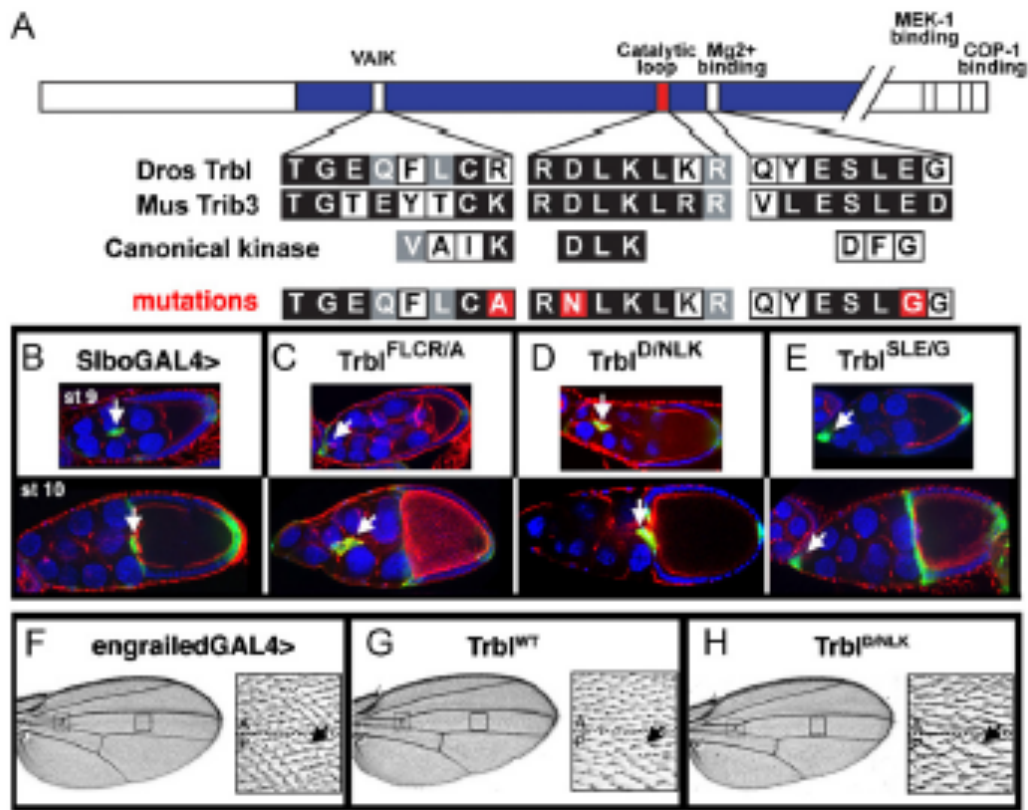 A
MEK-1
binding
COP-1
binding
VAIK
Catalytic
loop
Mg2+
binding
Dros Trbl T G E Q F L C R R D L K L K R Q Y E S L E G
Mus Trib3 T G T E Y T C K R D L K L R R V L E S L E D
Canonical kinase V A I K D L K D F G
mutations T G E Q F L C A R N L K L K R Q Y E S L G G
B SlboGAL4> C Trbl FLCR/A D Trbl D/NLK E Trbl SLE/G
st 9
st 10
F engrailedGAL4> G Trbl WT H Trbl D/NLK